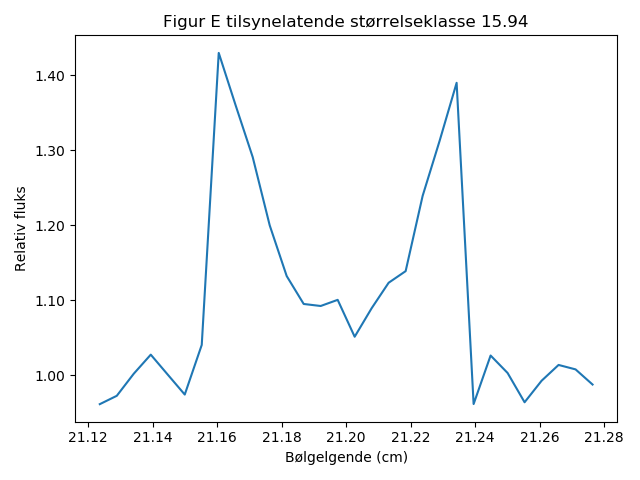 Figur E tilsynelatende størrelseklasse 15.94
Relativ fluks
1.40
1.30
1.20
1.10
1.00
21.12 21.14 21.16 21.18 21.20 21.22 21.24 21.26 21.28
Bølgelgende (cm)